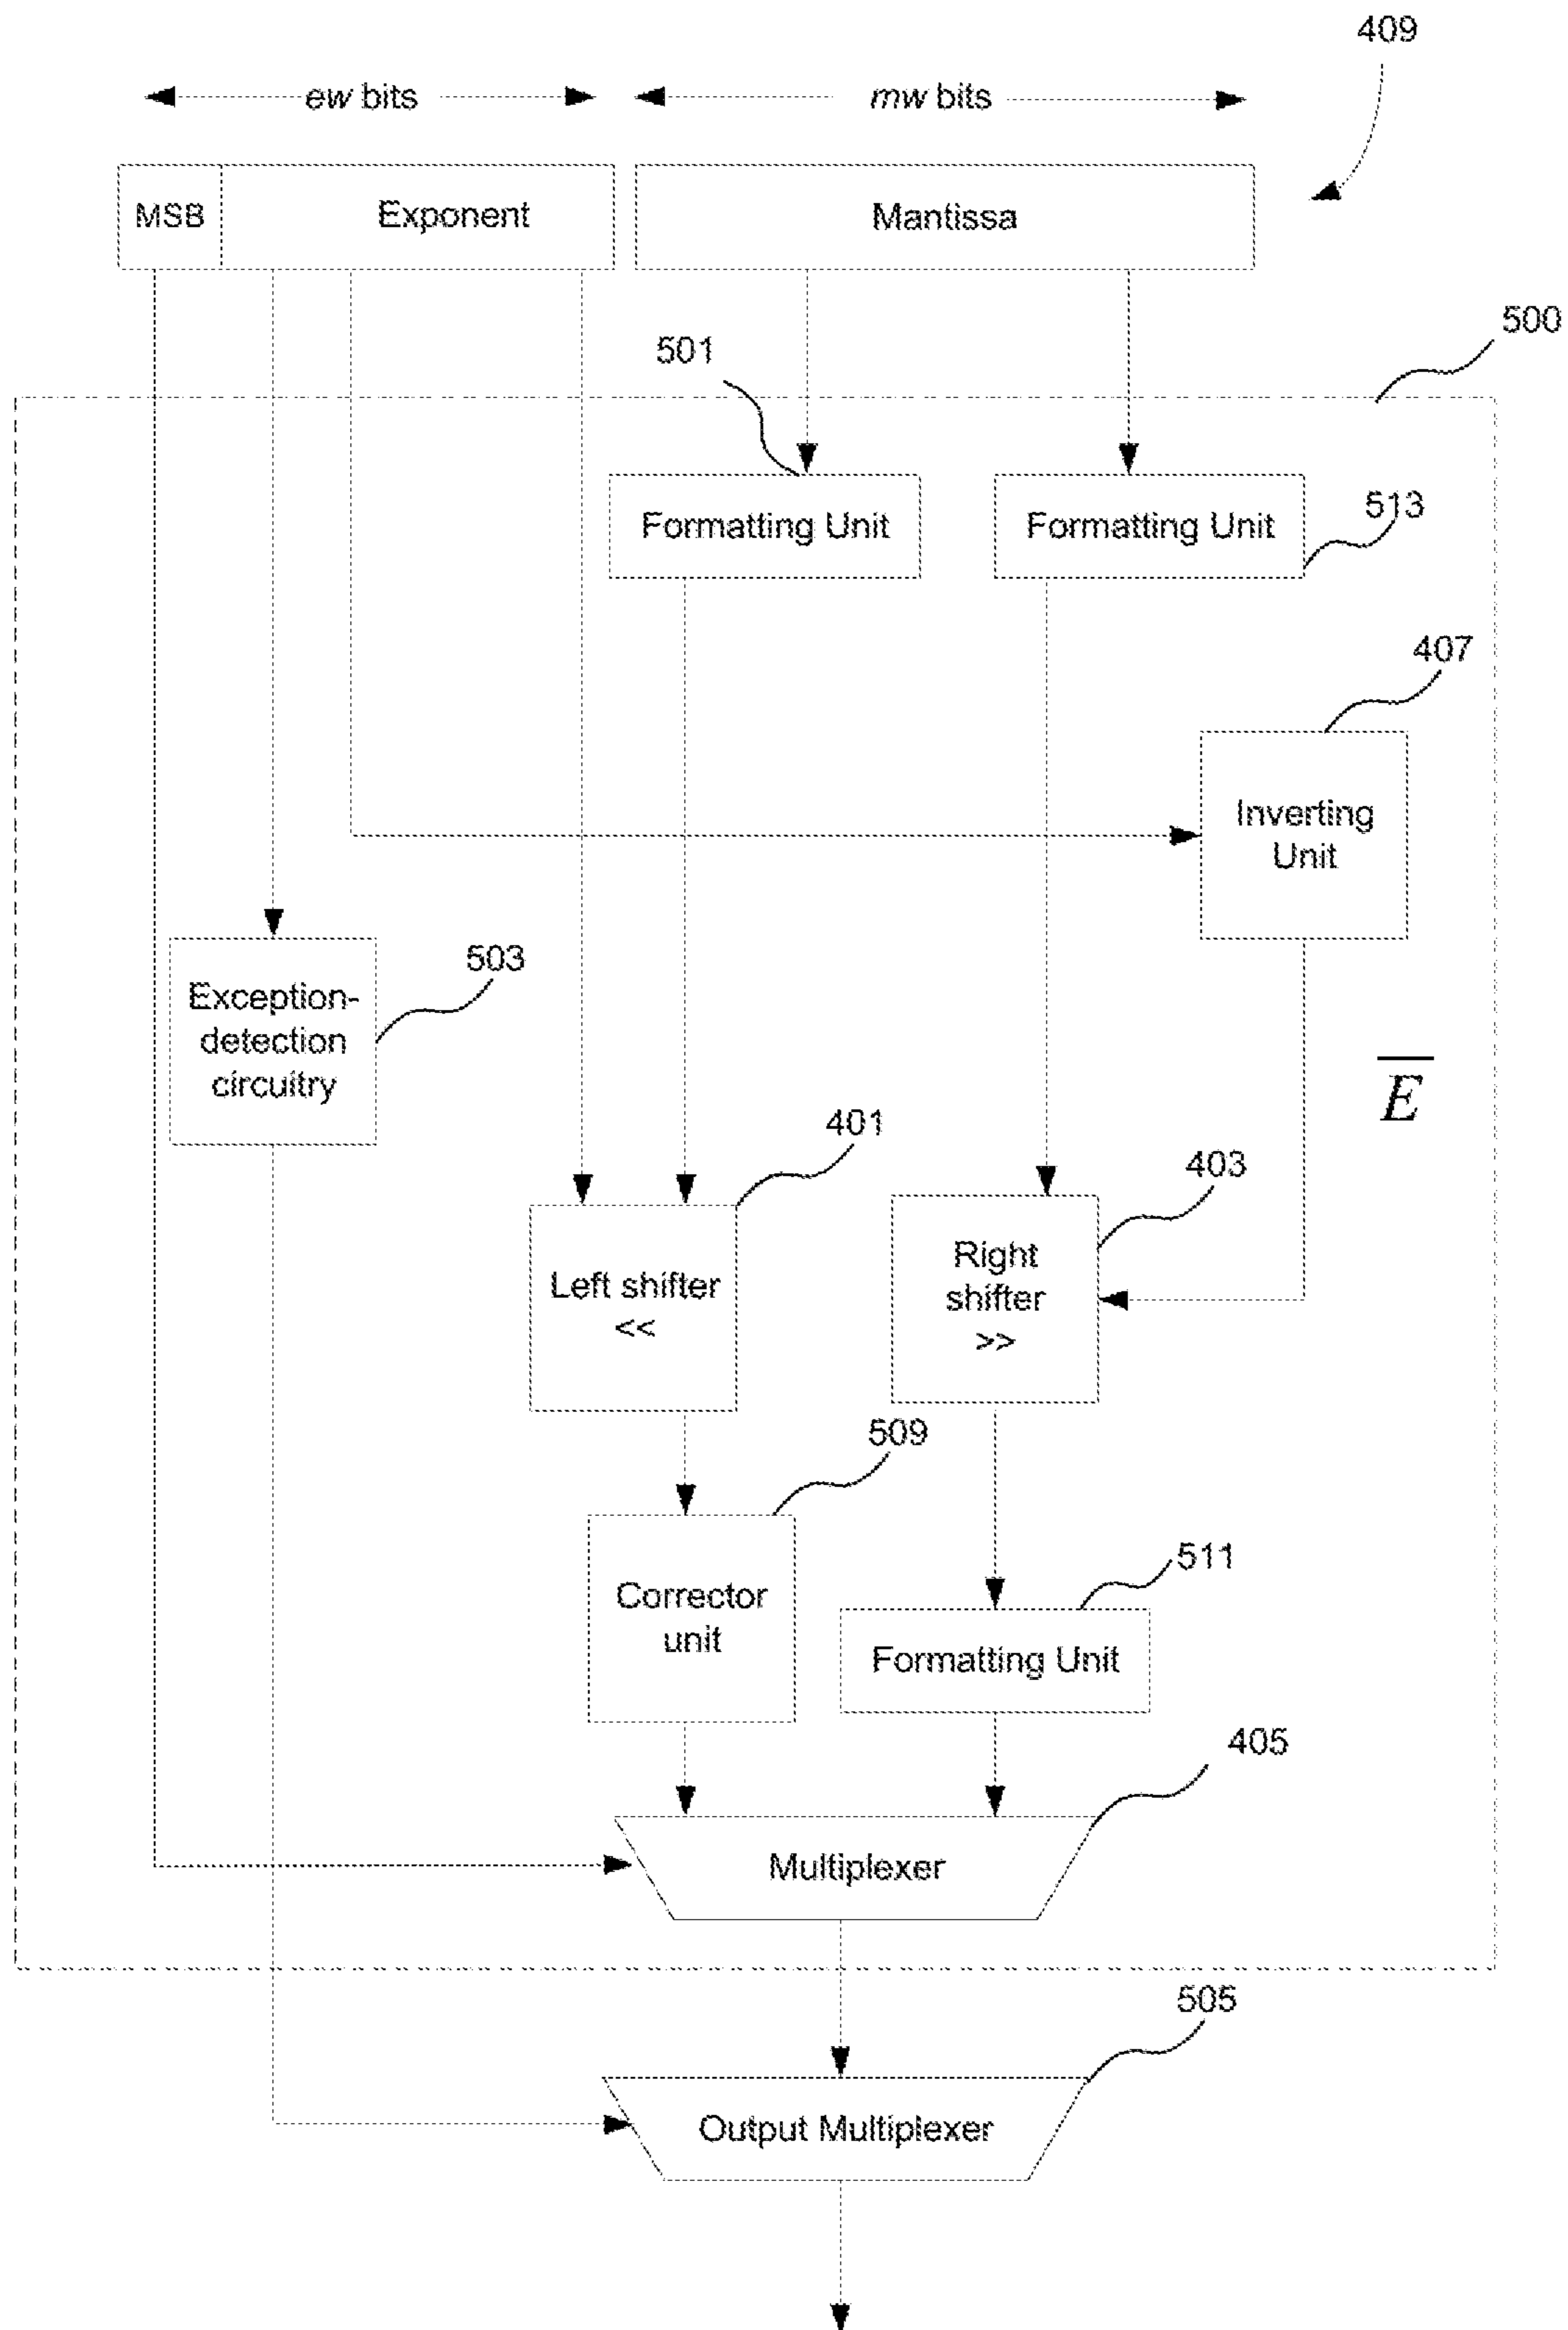 409
ew bits
mw bits
MSB
Exponent
Mantissa
500
501
Formatting Unit
Formatting Unit
513
407
Inverting
Unit
503
Exception-
detection
circuitry
E̅
401
403
Left shifter
<<
Right
shifter
>>
509
511
Corrector
unit
Formatting Unit
405
Multiplexer
505
Output Multiplexer